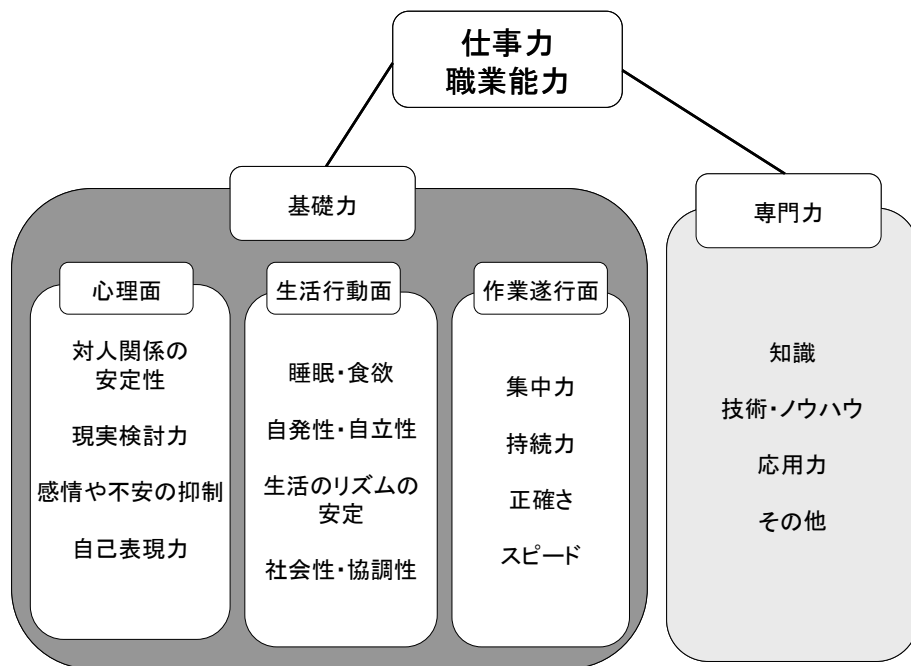 仕事力
職業能力
基礎力
心理面
対人関係の
安定性
現実検討力
感情や不安の抑制
自己表現力
生活行動面
睡眠・食欲
自発性・自立性
生活のリズムの
安定
社会性・協調性
作業遂行面
集中力
持続力
正確さ
スピード
専門力
知識
技術・ノウハウ
応用力
その他